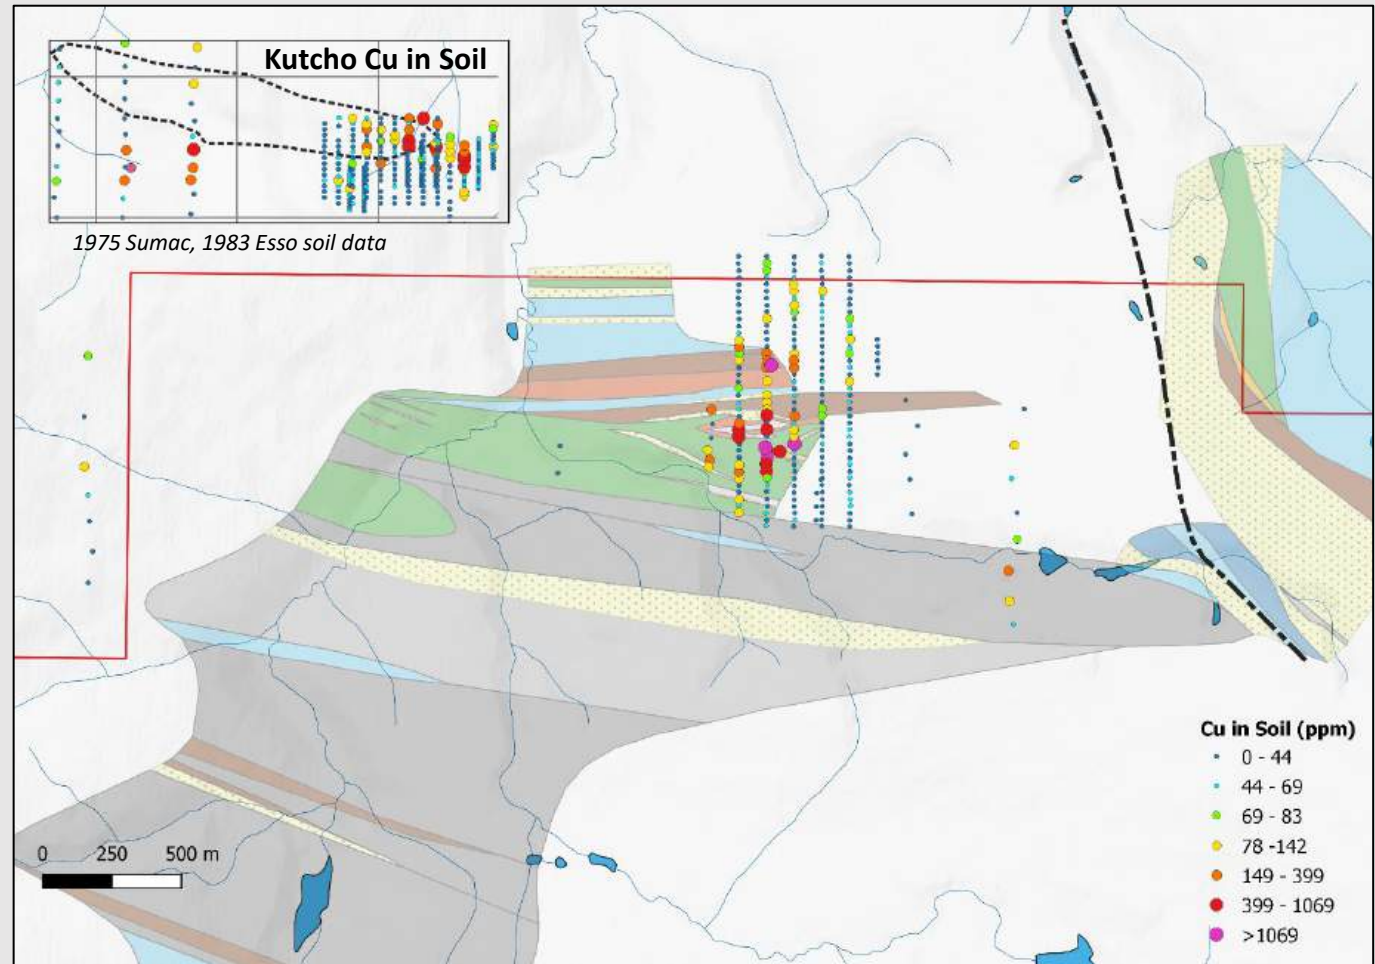 Kutcho Cu in Soil
1975 Sumac, 1983 Esso soil data
Cu in Soil (ppm)
0 - 44
44 - 69
69 - 83
78 -142
149 - 399
399 - 1069
>1069
0 250 500 m